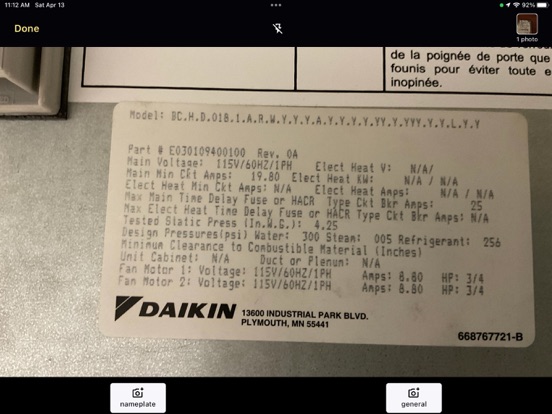 11:12 AM Sat Apr 13
92%
Done
1 photo
de la poignée de porte que
founis pour éviter toute e
inopinée.
Model: BC.H.D.018.1.A.R.W.Y.Y.Y.A.Y.Y.Y.Y.YY.Y.YYY.Y.Y.L.Y.Y
Part # E030109400100 Rev. 0A
Main Voltage: 115V/60HZ/1PH Elect Heat V: N/A/
Main Min Ckt Amps: 19.80 Elect Heat KW: N/A / N/A
Elect Heat Min Ckt Amps: N/A Elect Heat Amps: N/A / N/A
Max Main Time Delay Fuse or HACR Type Ckt Bkr Amps: 25
Max Elect Heat Time Delay Fuse or HACR Type Ckt Bkr Amps: N/A
Tested Static Press (In.W.G.): 4.25
Design Pressures(psi) Water: 300 Steam: 005 Refrigerant: 256
Minimum Clearance to Combustible Material (Inches)
Unit Cabinet: N/A Duct or Plenum: N/A
Fan Motor 1: Voltage: 115V/60HZ/1PH Amps: 8.80 HP: 3/4
Fan Motor 2: Voltage: 115V/60HZ/1PH Amps: 8.80 HP: 3/4
DAIKIN 13600 INDUSTRIAL PARK BLVD.
PLYMOUTH, MN 55441
668767721-B
nameplate
general